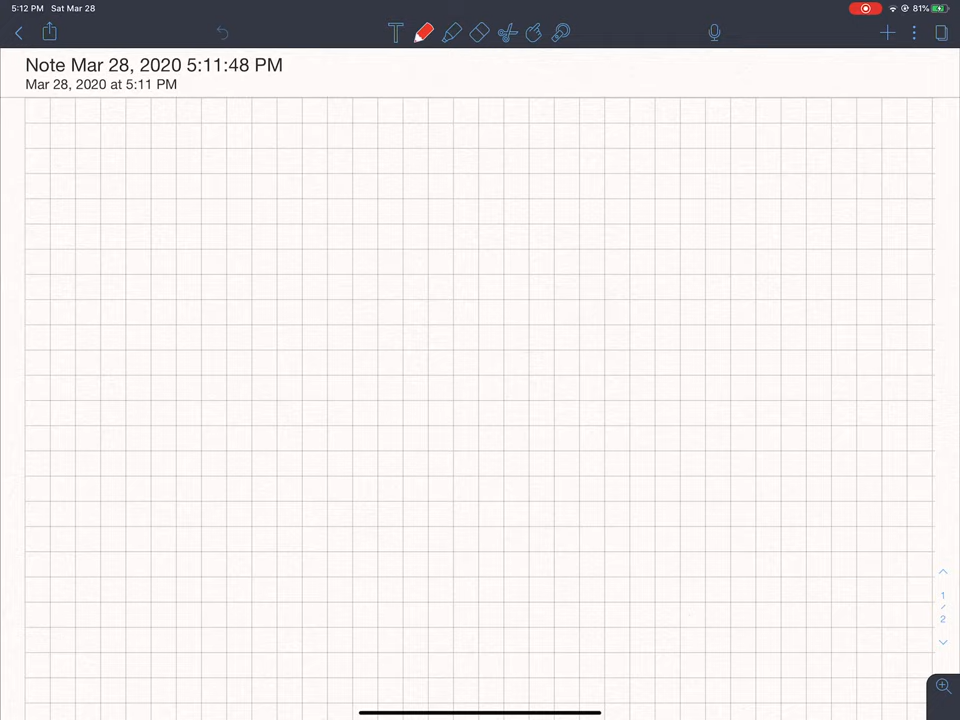 5:12 PM Sat Mar 28 81%
Note Mar 28, 2020 5:11:48 PM
Mar 28, 2020 at 5:11 PM
1
/
2